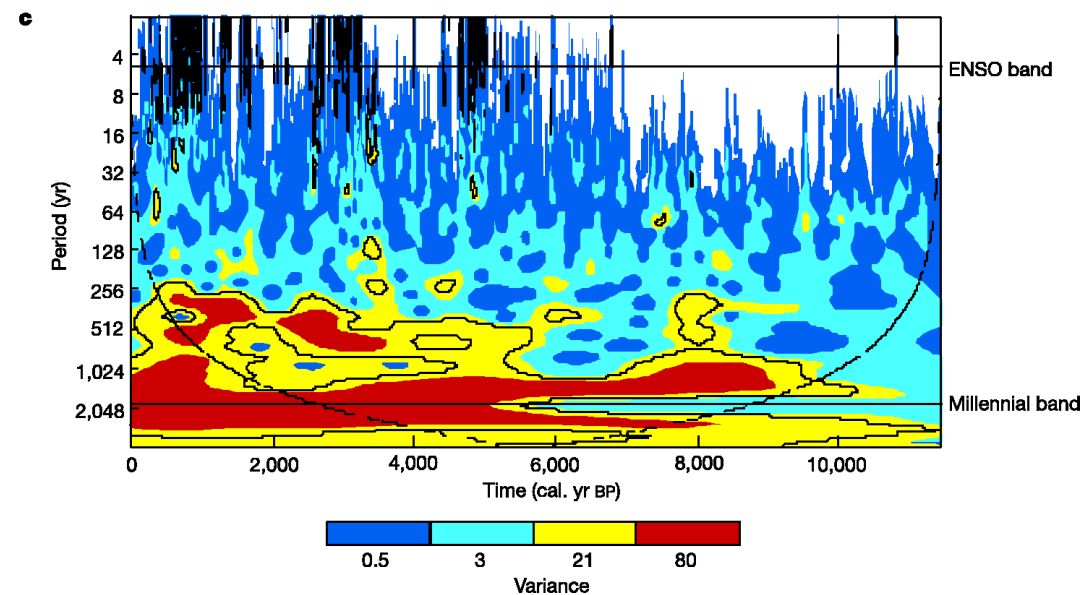 c
4
ENSO band
8
16
32
64
128
256
512
1,024
2,048
Millennial band
Period (yr)
0 2,000 4,000 6,000 8,000 10,000
Time (cal. yr BP)
0.5 3 21 80
Variance